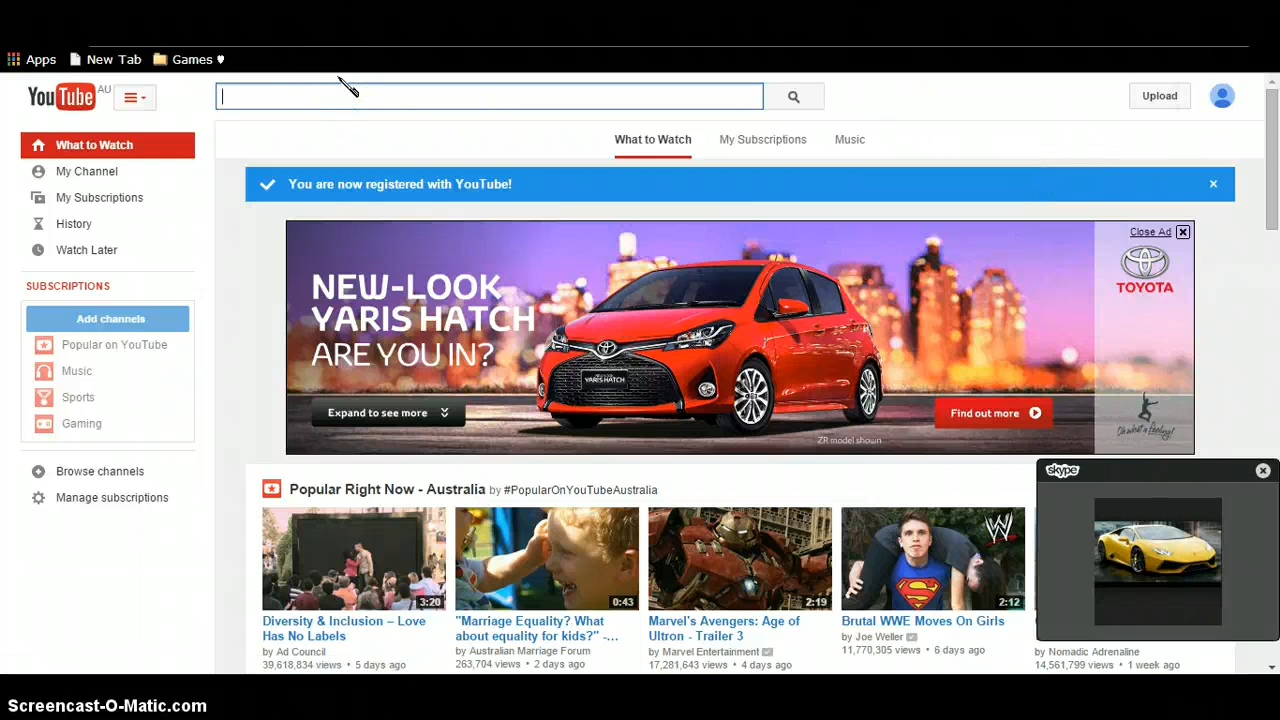 Apps
New Tab
Games ♥
YouTube AU
Upload
What to Watch
My Subscriptions
Music
What to Watch
My Channel
My Subscriptions
History
Watch Later
SUBSCRIPTIONS
Add channels
Popular on YouTube
Music
Sports
Gaming
Browse channels
Manage subscriptions
You are now registered with YouTube!
Close Ad
NEW-LOOK
YARIS HATCH
ARE YOU IN?
YARIS HATCH
Expand to see more
Find out more
ZR model shown
TOYOTA
Oh what a feeling!
skype
Popular Right Now - Australia by #PopularOnYouTubeAustralia
3:20
Diversity & Inclusion – Love
Has No Labels
by Ad Council
39,618,834 views • 5 days ago
0:43
"Marriage Equality? What
about equality for kids?" -...
by Australian Marriage Forum
263,704 views • 2 days ago
2:19
Marvel's Avengers: Age of
Ultron - Trailer 3
by Marvel Entertainment
17,281,643 views • 4 days ago
W
2:12
Brutal WWE Moves On Girls
by Joe Weller
11,770,305 views • 6 days ago
by Nomadic Adrenaline
14,561,799 views • 1 week ago
Screencast-O-Matic.com